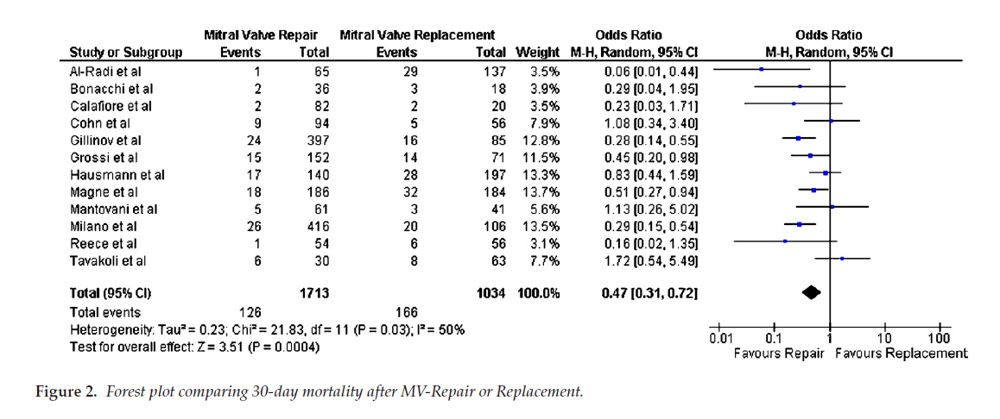 Mitral Valve Repair Mitral Valve Replacement Odds Ratio Odds Ratio
Study or Subgroup Events Total Events Total Weight M-H, Random, 95% CI M-H, Random, 95% CI
Al-Radi et al 1 65 29 137 3.5% 0.06 [0.01, 0.44]
Bonacchi et al 2 36 3 18 3.9% 0.29 [0.04, 1.95]
Calafiore et al 2 82 2 20 3.5% 0.23 [0.03, 1.71]
Cohn et al 9 94 5 56 7.9% 1.08 [0.34, 3.40]
Gillinov et al 24 397 16 85 12.8% 0.28 [0.14, 0.55]
Grossi et al 15 152 14 71 11.5% 0.45 [0.20, 0.98]
Hausmann et al 17 140 28 197 13.3% 0.83 [0.44, 1.59]
Magne et al 18 186 32 184 13.7% 0.51 [0.27, 0.94]
Mantovani et al 5 61 3 41 5.6% 1.13 [0.26, 5.02]
Milano et al 26 416 20 106 13.5% 0.29 [0.15, 0.54]
Reece et al 1 54 6 56 3.1% 0.16 [0.02, 1.35]
Tavakoli et al 6 30 8 63 7.7% 1.72 [0.54, 5.49]
Total (95% CI) 1713 1034 100.0% 0.47 [0.31, 0.72]
Total events 126 166
Heterogeneity: Tau² = 0.23; Chi² = 21.83, df = 11 (P = 0.03); I² = 50%
Test for overall effect: Z = 3.51 (P = 0.0004)
0.01 0.1 1 10 100
Favours Repair Favours Replacement
Figure 2. Forest plot comparing 30-day mortality after MV-Repair or Replacement.